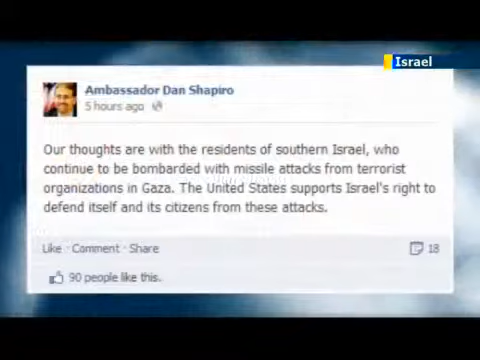 Israel
Ambassador Dan Shapiro
5 hours ago
Our thoughts are with the residents of southern Israel, who
continue to be bombarded with missile attacks from terrorist
organizations in Gaza. The United States supports Israel's right to
defend itself and its citizens from these attacks.
Like · Comment · Share 18
90 people like this.